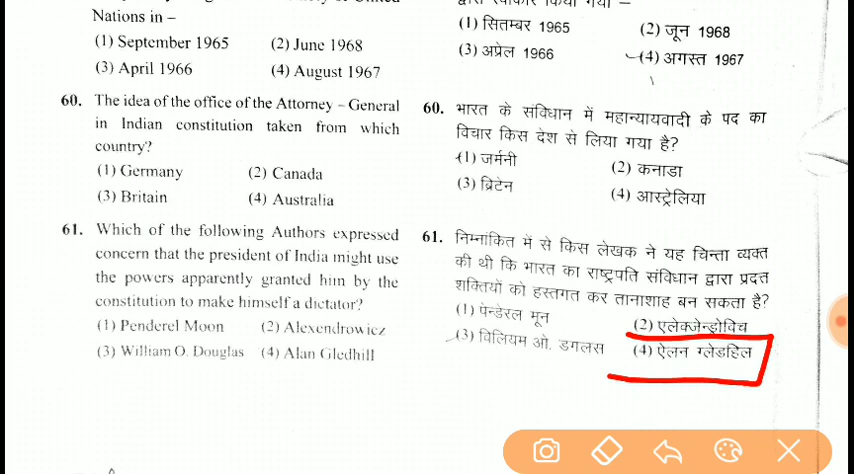 Nations in –
(1) September 1965 (2) June 1968
(3) April 1966 (4) August 1967
60. The idea of the office of the Attorney – General
in Indian constitution taken from which
country?
(1) Germany (2) Canada
(3) Britain (4) Australia
61. Which of the following Authors expressed
concern that the president of India might use
the powers apparently granted him by the
constitution to make himself a dictator?
(1) Penderel Moon (2) Alexendrowicz
(3) William O. Douglas (4) Alan Gledhill
(1) सितम्बर 1965 (2) जून 1968
(3) अप्रेल 1966 (4) अगस्त 1967
60. भारत के संविधान में महान्यायवादी के पद का
विचार किस देश से लिया गया है?
(1) जर्मनी (2) कनाडा
(3) ब्रिटेन (4) आस्ट्रेलिया
61. निम्नांकित में से किस लेखक ने यह चिन्ता व्यक्त
की थी कि भारत का राष्ट्रपति संविधान द्वारा प्रदत्त
शक्तियों को हस्तगत कर तानाशाह बन सकता है?
(1) पेन्डेरल मून (2) एलेक्जेन्ड्रोविच
(3) विलियम ओ. डगलस (4) ऐलन ग्लेडहिल